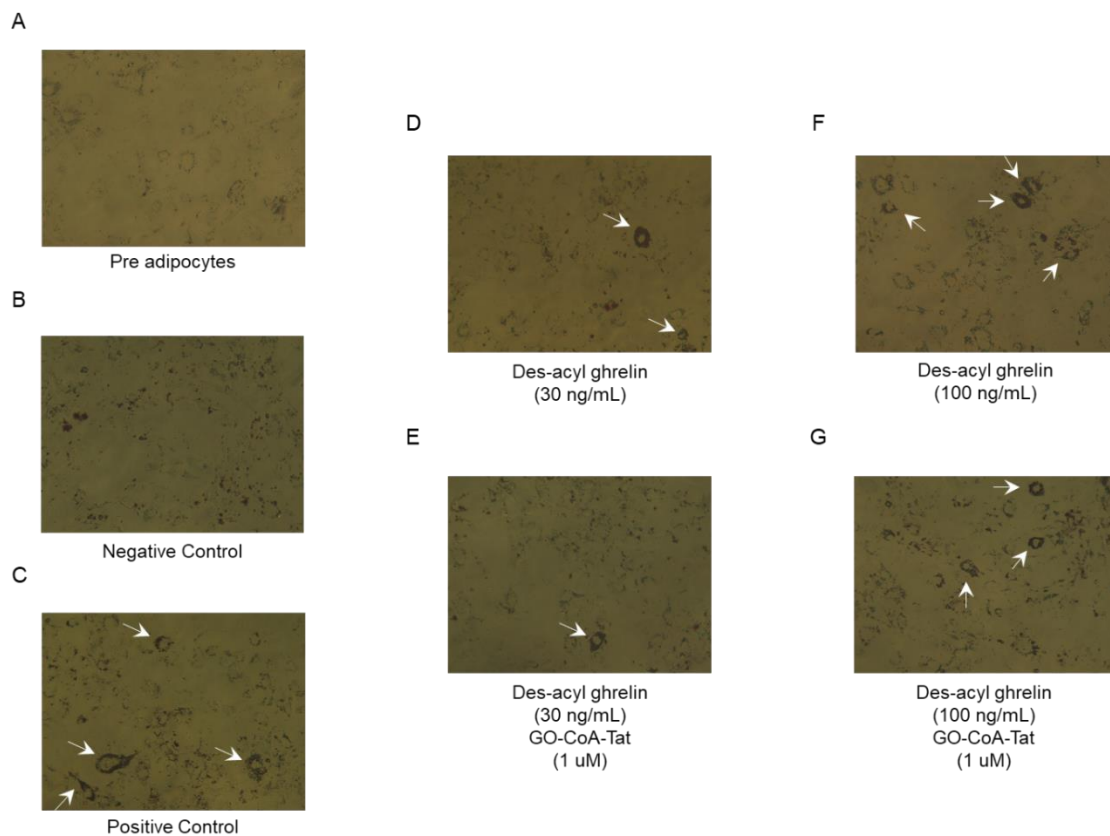 A
Pre adipocytes
B
Negative Control
C
Positive Control
D
Des-acyl ghrelin
(30 ng/mL)
E
Des-acyl ghrelin
(30 ng/mL)
GO-CoA-Tat
(1 uM)
F
Des-acyl ghrelin
(100 ng/mL)
G
Des-acyl ghrelin
(100 ng/mL)
GO-CoA-Tat
(1 uM)